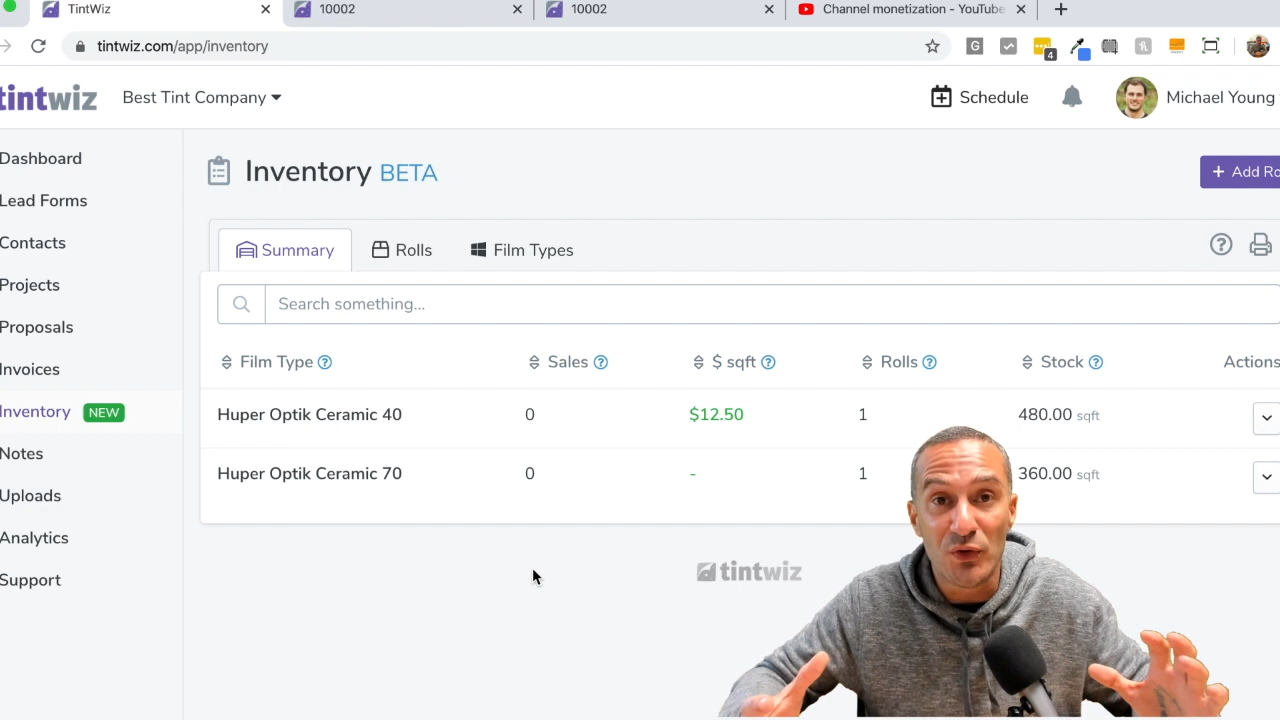 TintWiz
10002
10002
Channel monetization - YouTube
tintwiz.com/app/inventory
G
4
tintwiz
Best Tint Company
Schedule
Michael Young
Dashboard
Lead Forms
Contacts
Projects
Proposals
Invoices
Inventory NEW
Notes
Uploads
Analytics
Support
Inventory BETA
+ Add Ro
Summary
Rolls
Film Types
?
Search something...
Film Type ? Sales ? $ sqft ? Rolls ? Stock ? Actions
Huper Optik Ceramic 40 0 $12.50 1 480.00 sqft
Huper Optik Ceramic 70 0 - 1 360.00 sqft
tintwiz